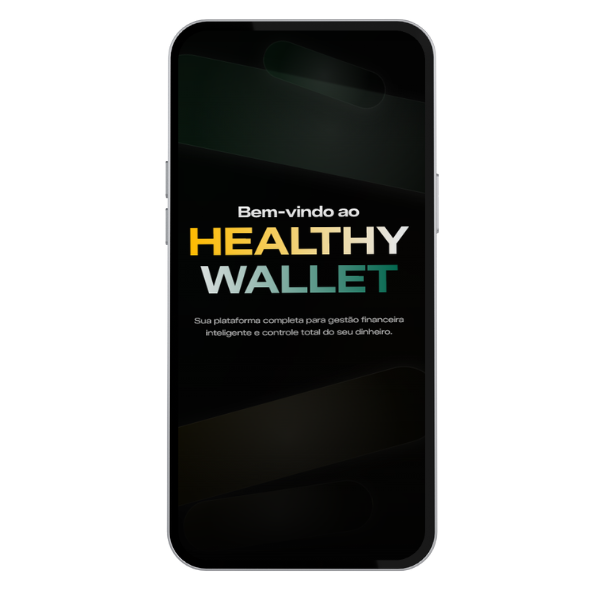 Bem-vindo ao
HEALTHY
WALLET
Sua plataforma completa para gestão financeira
inteligente e controle total do seu dinheiro.